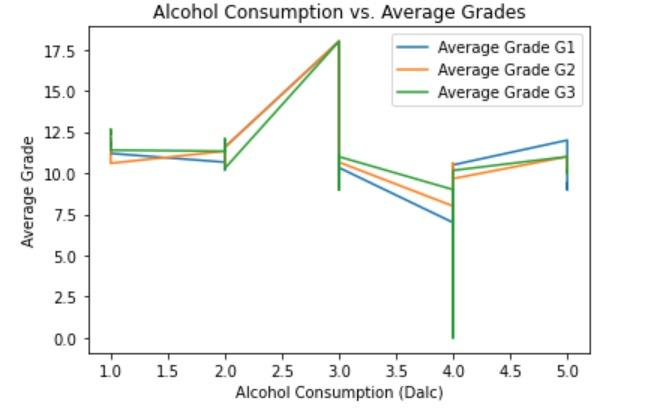 Alcohol Consumption vs. Average Grades
Average Grade G1
Average Grade G2
Average Grade G3
17.5
15.0
12.5
10.0
7.5
5.0
2.5
0.0
Average Grade
1.0 1.5 2.0 2.5 3.0 3.5 4.0 4.5 5.0
Alcohol Consumption (Dalc)